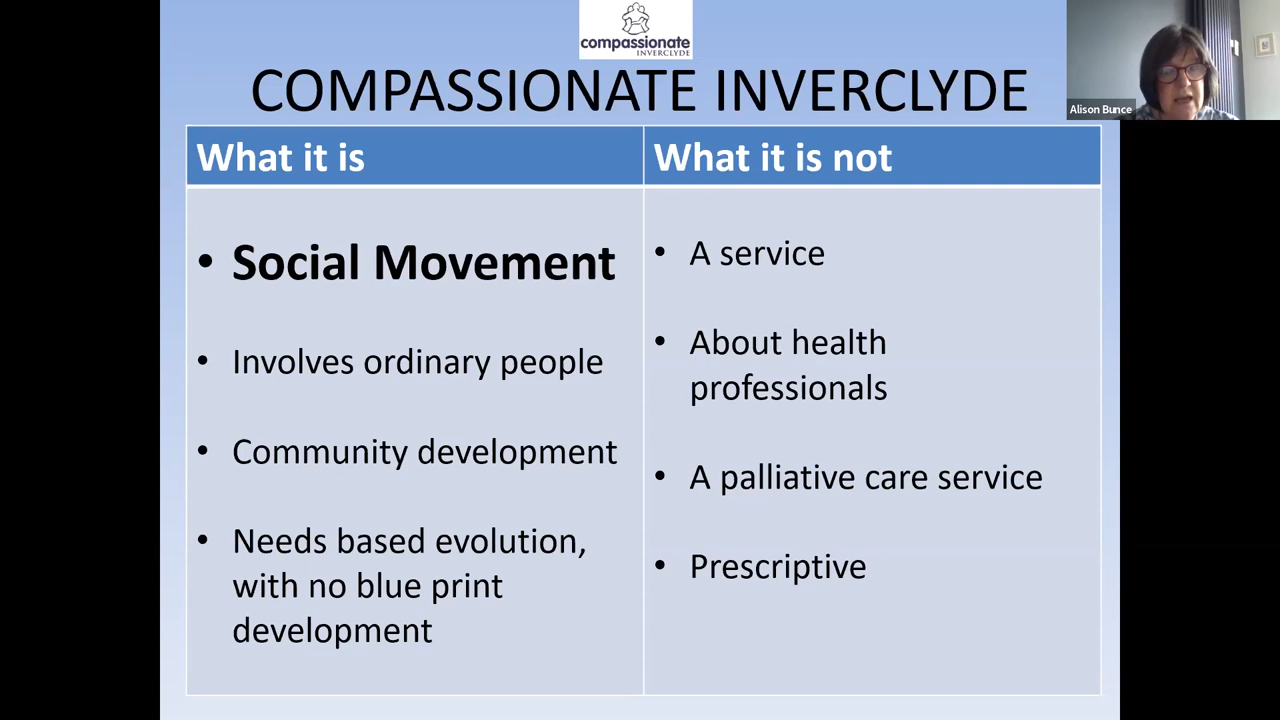 compassionate
INVERCLYDE
COMPASSIONATE INVERCLYDE
Alison Bunce
What it is
What it is not
• Social Movement
• Involves ordinary people
• Community development
• Needs based evolution,
with no blue print
development
• A service
• About health
professionals
• A palliative care service
• Prescriptive